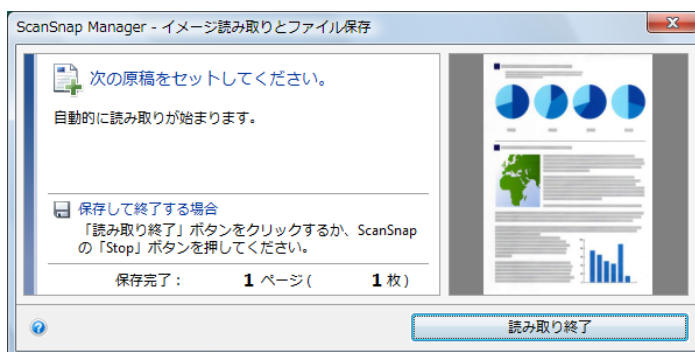 ScanSnap Manager - イメージ読み取りとファイル保存
次の原稿をセットしてください。
自動的に読み取りが始まります。
保存して終了する場合
「読み取り終了」ボタンをクリックするか、ScanSnap
の「Stop」ボタンを押してください。
保存完了： 1 ページ ( 1 枚 )
読み取り終了